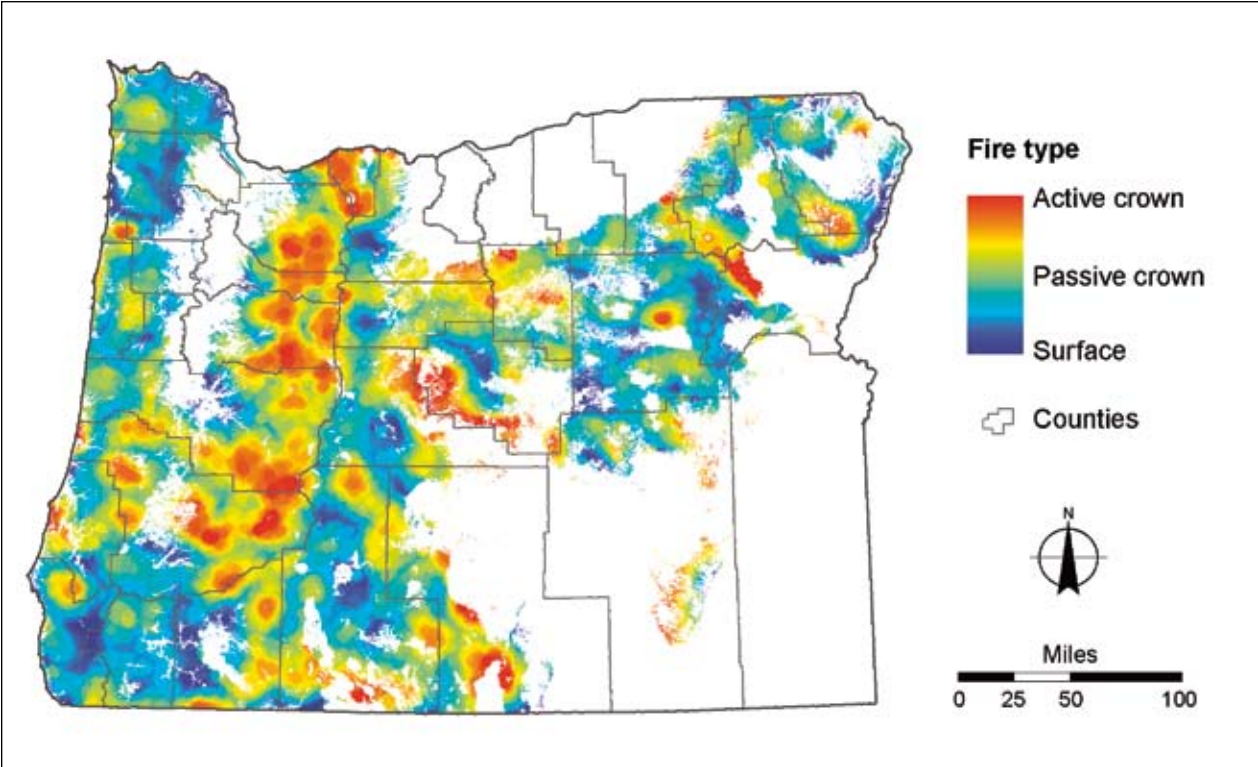 Fire type
Active crown
Passive crown
Surface
Counties
N
Miles
0 25 50 100